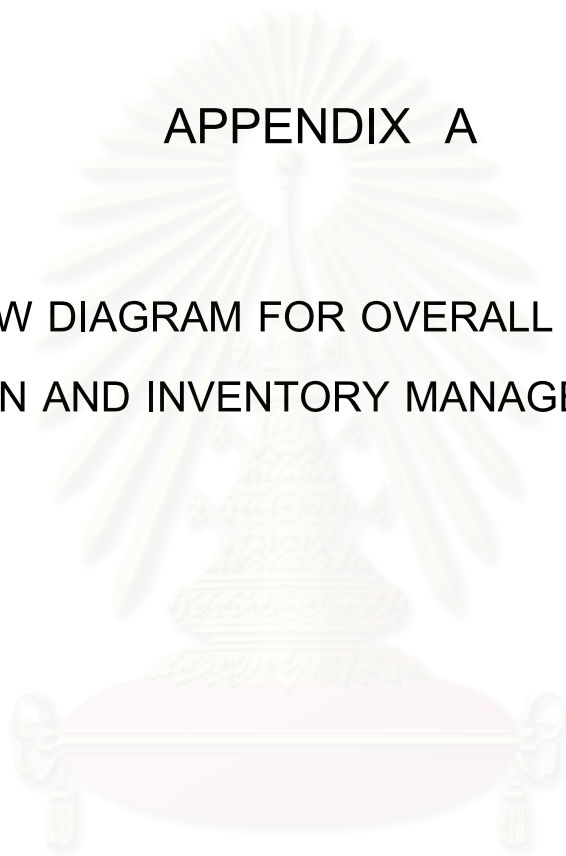 APPENDIX A
W DIAGRAM FOR OVERALL
N AND INVENTORY MANAGE